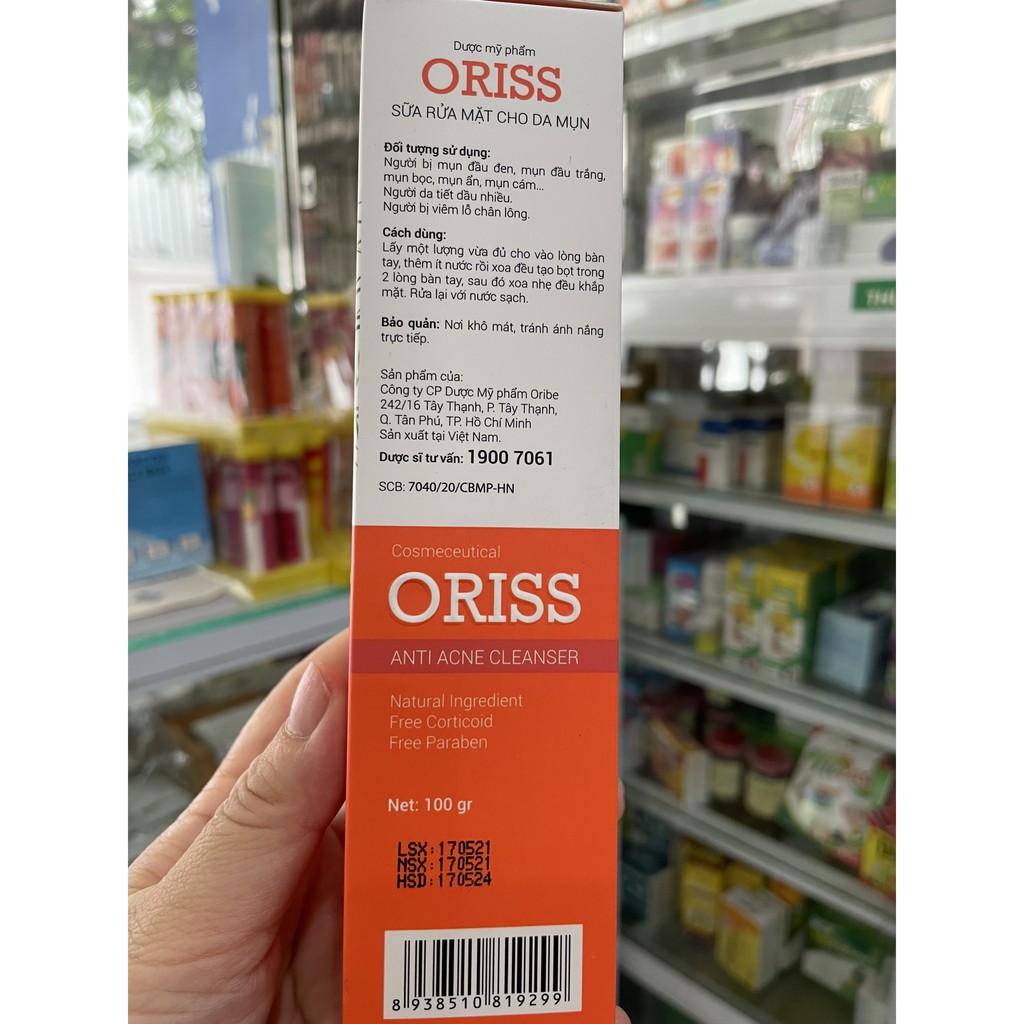 Dược mỹ phẩm
ORISS
SỮA RỬA MẶT CHO DA MỤN
Đối tượng sử dụng:
Người bị mụn đầu đen, mụn đầu trắng,
mụn bọc, mụn ẩn, mụn cám...
Người da tiết dầu nhiều.
Người bị viêm lỗ chân lông.
Cách dùng:
Lấy một lượng vừa đủ cho vào lòng bàn
tay, thêm ít nước rồi xoa đều tạo bọt trong
2 lòng bàn tay, sau đó xoa nhẹ đều khắp
mặt. Rửa lại với nước sạch.
Bảo quản: Nơi khô mát, tránh ánh nắng
trực tiếp.
Sản phẩm của:
Công ty CP Dược Mỹ phẩm Oribe
242/16 Tây Thạnh, P. Tây Thạnh,
Q. Tân Phú, TP. Hồ Chí Minh
Sản xuất tại Việt Nam.
Dược sĩ tư vấn: 1900 7061
SCB: 7040/20/CBMP-HN
Cosmeceutical
ORISS
ANTI ACNE CLEANSER
Natural Ingredient
Free Corticoid
Free Paraben
Net: 100 gr
LSX:170521
NSX:170521
HSD:170524
8 938510 819299